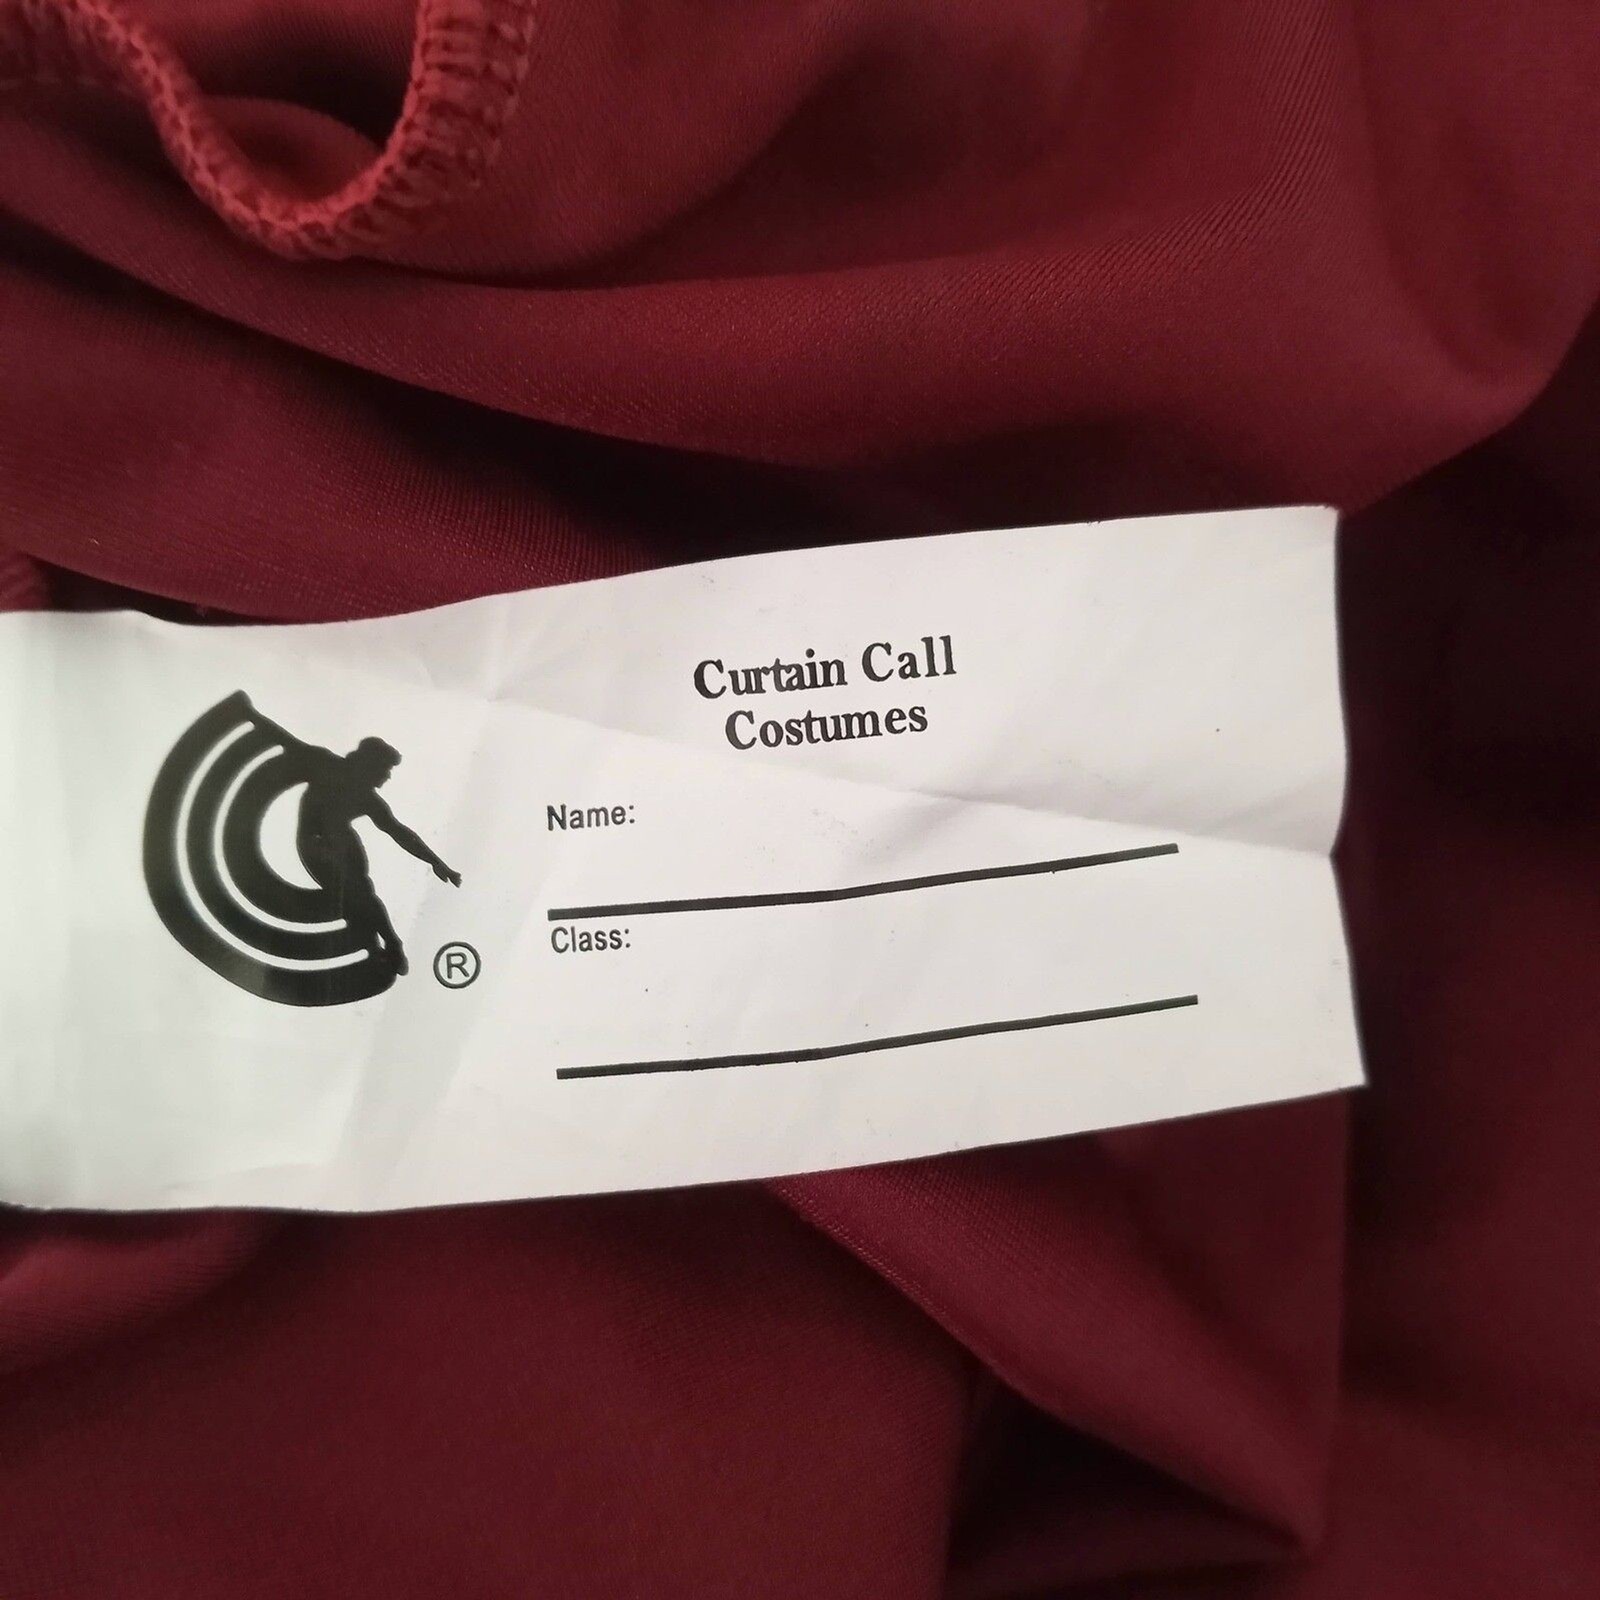 Curtain Call
Costumes
Name:
Class:
®